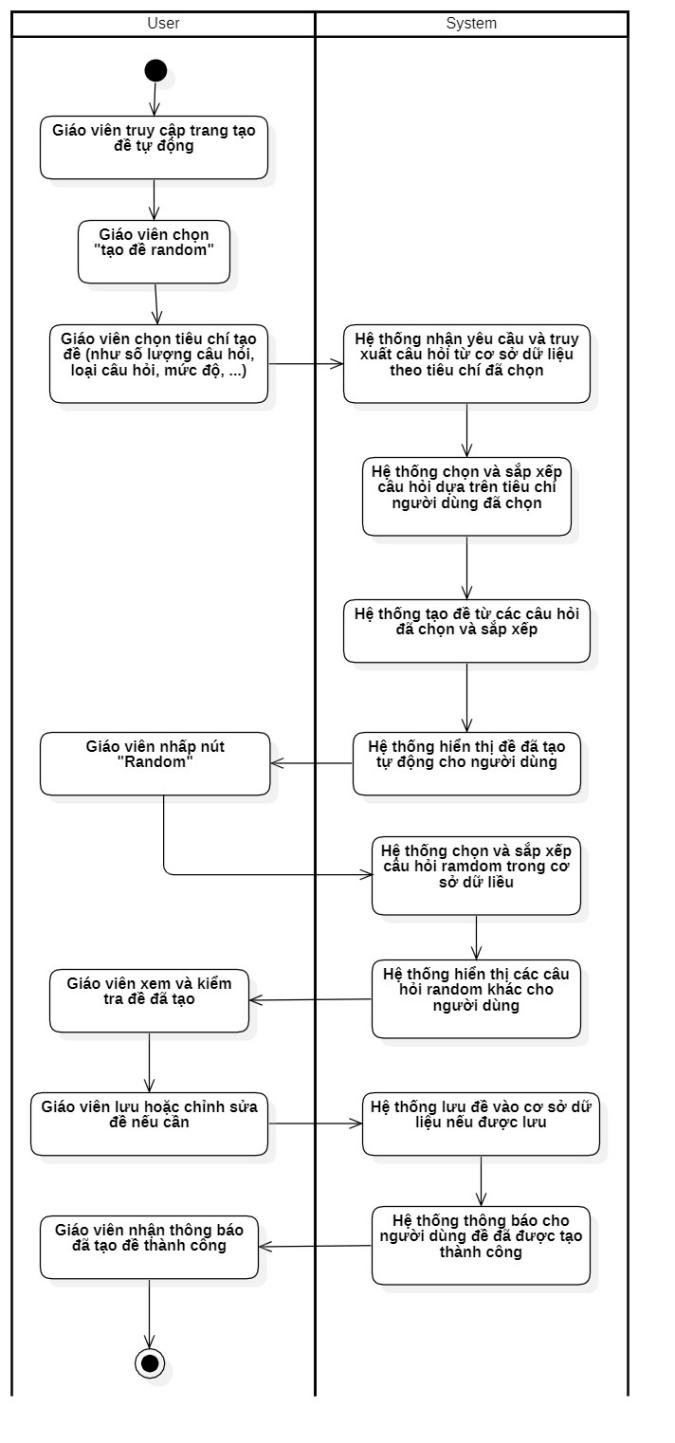 User
System
Giáo viên truy cập trang tạo
đề tự động
Giáo viên chọn
"tạo đề random"
Giáo viên chọn tiêu chí tạo
đề (như số lượng câu hỏi,
loại câu hỏi, mức độ, ...)
Hệ thống nhận yêu cầu và truy
xuất câu hỏi từ cơ sở dữ liệu
theo tiêu chí đã chọn
Hệ thống chọn và sắp xếp
câu hỏi dựa trên tiêu chí
người dùng đã chọn
Hệ thống tạo đề từ các câu hỏi
đã chọn và sắp xếp
Hệ thống hiển thị đề đã tạo
tự động cho người dùng
Giáo viên nhấp nút
"Random"
Hệ thống chọn và sắp xếp
câu hỏi ramdom trong cơ
sở dữ liều
Hệ thống hiển thị các câu
hỏi random khác cho
người dùng
Giáo viên xem và kiểm
tra đề đã tạo
Giáo viên lưu hoặc chỉnh sửa
đề nếu cần
Hệ thống lưu đề vào cơ sở dữ
liệu nếu được lưu
Hệ thống thông báo cho
người dùng đề đã được tạo
thành công
Giáo viên nhận thông báo
đã tạo đề thành công